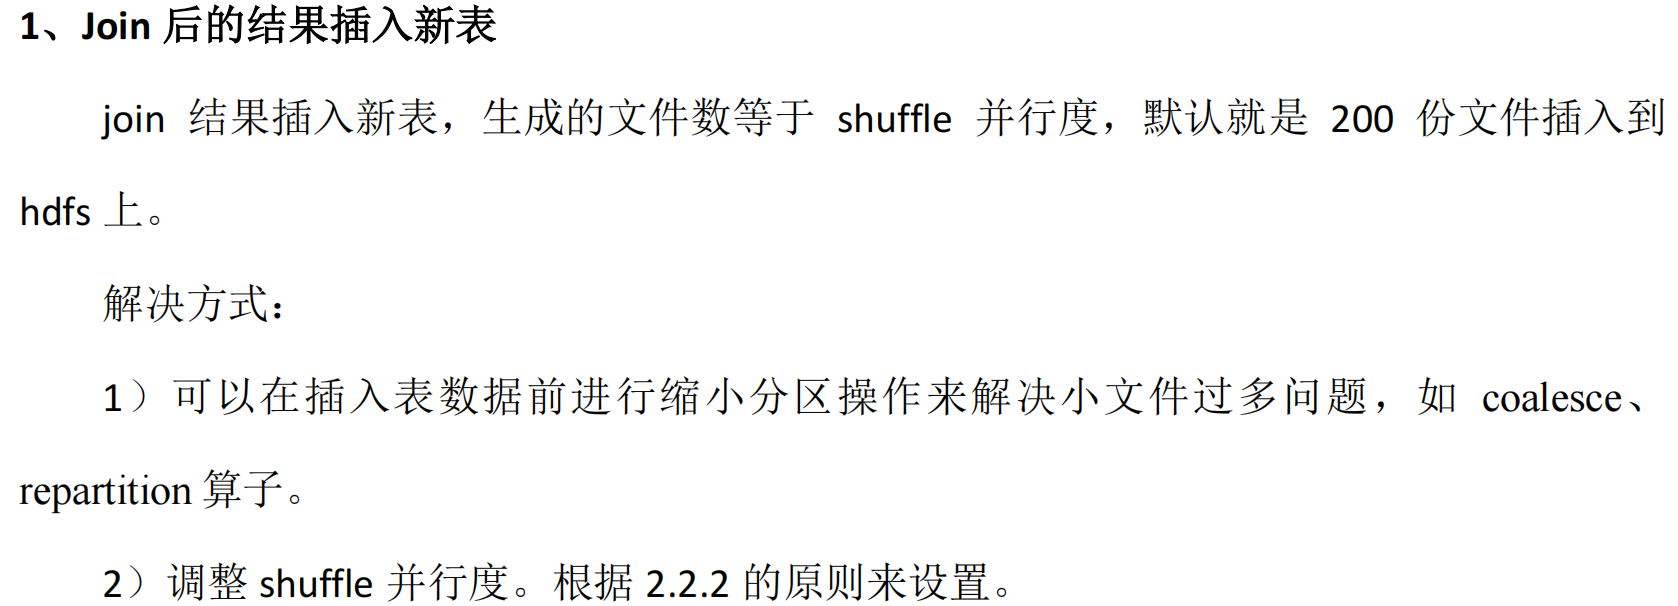 1、Join 后的结果插入新表
join 结果插入新表，生成的文件数等于 shuffle 并行度，默认就是 200 份文件插入到
hdfs 上。
解决方式：
1）可以在插入表数据前进行缩小分区操作来解决小文件过多问题，如 coalesce、
repartition 算子。
2）调整 shuffle 并行度。根据 2.2.2 的原则来设置。